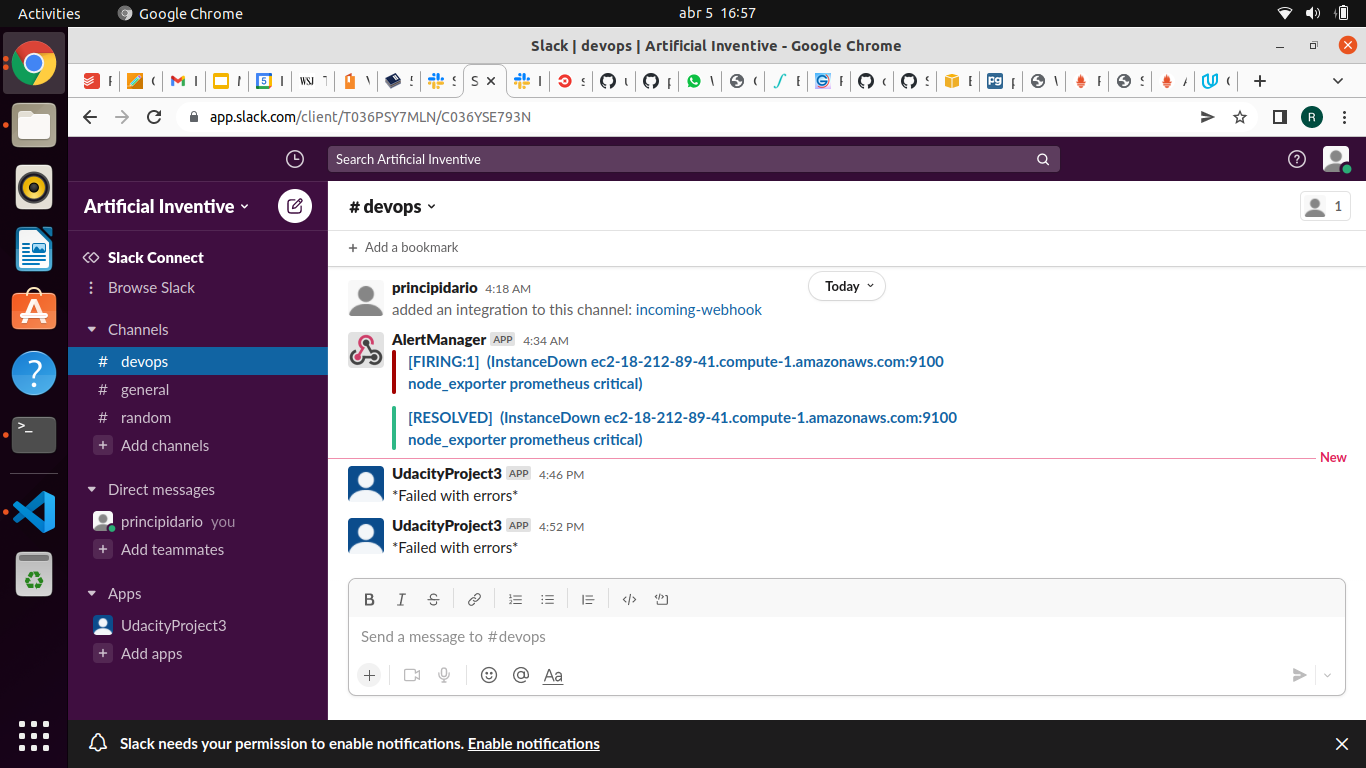 Activities
Google Chrome
abr 5 16:57
Slack | devops | Artificial Inventive - Google Chrome
app.slack.com/client/T036PSY7MLN/C036YSE793N
R
Search Artificial Inventive
Artificial Inventive
# devops
1
Add a bookmark
Slack Connect
Browse Slack
Channels
# devops
# general
# random
+ Add channels
Direct messages
principidario you
+ Add teammates
Apps
UdacityProject3
+ Add apps
Today
principidario 4:18 AM
added an integration to this channel: incoming-webhook
AlertManager APP 4:34 AM
[FIRING:1] (InstanceDown ec2-18-212-89-41.compute-1.amazonaws.com:9100
node_exporter prometheus critical)
[RESOLVED] (InstanceDown ec2-18-212-89-41.compute-1.amazonaws.com:9100
node_exporter prometheus critical)
New
UdacityProject3 APP 4:46 PM
*Failed with errors*
UdacityProject3 APP 4:52 PM
*Failed with errors*
Send a message to #devops
Aa
Slack needs your permission to enable notifications. Enable notifications